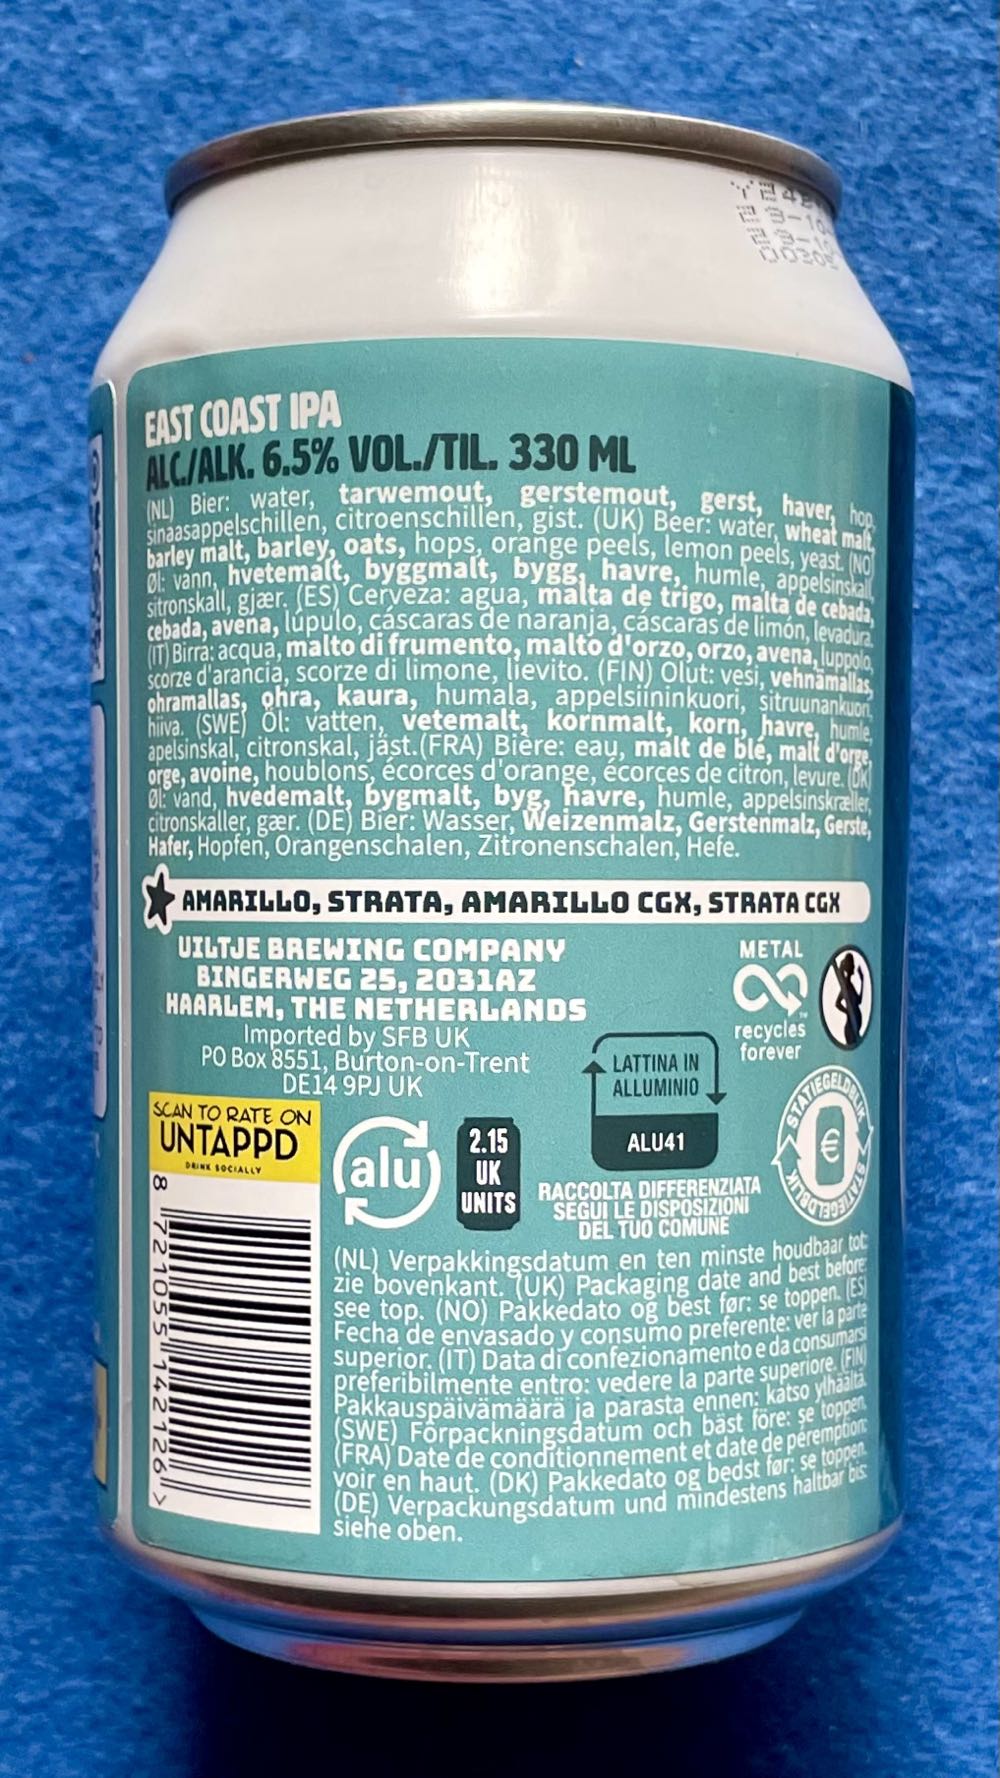 EAST COAST IPA
ALC./ALK. 6.5% VOL./TIL. 330 ML
(NL) Bier: water, tarwemout, gerstemout, gerst, haver, hop,
sinaasappelschillen, citroenschillen, gist. (UK) Beer: water, wheat malt,
barley malt, barley, oats, hops, orange peels, lemon peels, yeast. (NO)
Øl: vann, hvetemalt, byggmalt, bygg, havre, humle, appelsinskall,
sitronskall, gjær. (ES) Cerveza: agua, malta de trigo, malta de cebada,
cebada, avena, lúpulo, cáscaras de naranja, cáscaras de limón, levadura.
(IT) Birra: acqua, malto di frumento, malto d'orzo, orzo, avena, luppolo,
scorze d'arancia, scorze di limone, lievito. (FIN) Olut: vesi, vehnämallas,
ohramallas, ohra, kaura, humala, appelsiininkuori, sitruunankuori,
hiiva. (SWE) Öl: vatten, vetemalt, kornmalt, korn, havre, humle,
apelsinskal, citronskal, jäst.(FRA) Bière: eau, malt de blé, malt d'orge,
orge, avoine, houblons, écorces d'orange, écorces de citron, levure. (DK)
Øl: vand, hvedemalt, bygmalt, byg, havre, humle, appelsinskræller,
citronskaller, gær. (DE) Bier: Wasser, Weizenmalz, Gerstenmalz, Gerste,
Hafer, Hopfen, Orangenschalen, Zitronenschalen, Hefe.
AMARILLO, STRATA, AMARILLO CGX, STRATA CGX
UILTJE BREWING COMPANY
BINGERWEG 25, 2031AZ
HAARLEM, THE NETHERLANDS
Imported by SFB UK
PO Box 8551, Burton-on-Trent
DE14 9PJ UK
METAL
recycles
forever
LATTINA IN
ALLUMINIO
ALU41
RACCOLTA DIFFERENZIATA
SEGUI LE DISPOSIZIONI
DEL TUO COMUNE
STATIEGELDBLIK
€
STATIEGELDBLIK
SCAN TO RATE ON
UNTAPPD
DRINK SOCIALLY
alu
2.15
UK
UNITS
8 721055 142126 >
(NL) Verpakkingsdatum en ten minste houdbaar tot:
zie bovenkant. (UK) Packaging date and best before:
see top. (NO) Pakkedato og best før: se toppen. (ES)
Fecha de envasado y consumo preferente: ver la parte
superior. (IT) Data di confezionamento e da consumarsi
preferibilmente entro: vedere la parte superiore. (FIN)
Pakkauspäivämäärä ja parasta ennen: katso ylhäältä.
(SWE) Förpackningsdatum och bäst före: se toppen.
(FRA) Date de conditionnement et date de péremption:
voir en haut. (DK) Pakkedato og bedst før: se toppen.
(DE) Verpackungsdatum und mindestens haltbar bis:
siehe oben.